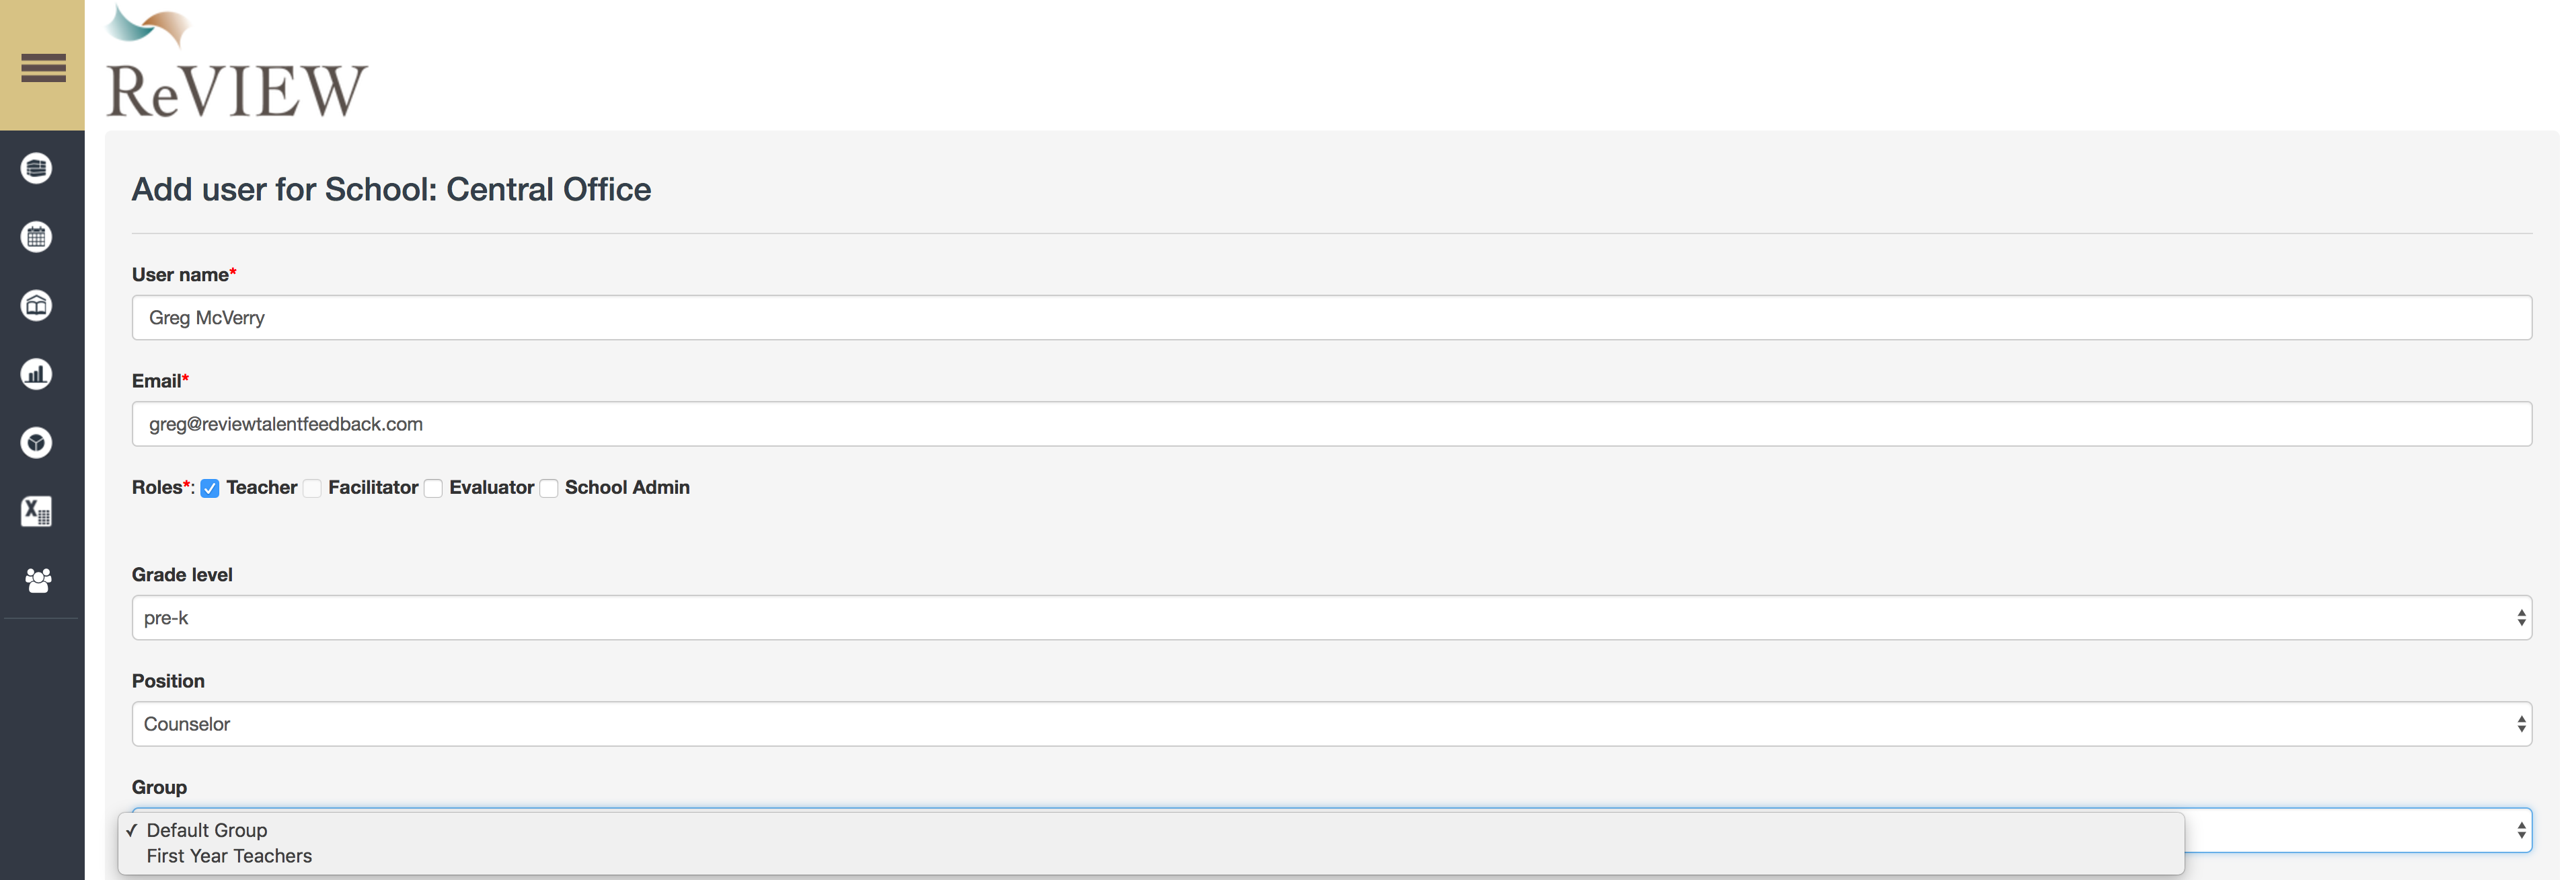 ReVIEW
Add user for School: Central Office
User name*
Greg McVerry
Email*
greg@reviewtalentfeedback.com
Roles*: Teacher Facilitator Evaluator School Admin
X
Grade level
pre-k
Position
Counselor
Group
✓ Default Group
First Year Teachers